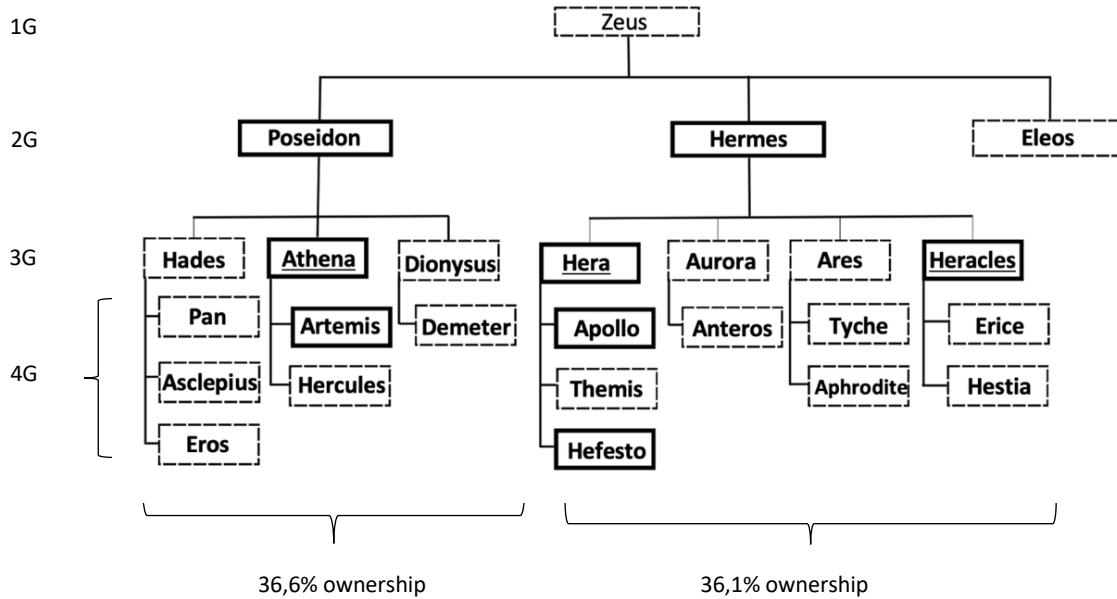 1G
Zeus
2G
Poseidon
Hermes
Eleos
3G
Hades
Athena
Dionysus
Hera
Aurora
Ares
Heracles
Pan
Artemis
Demeter
Apollo
Anteros
Tyche
Erice
4G
Asclepius
Hercules
Themis
Aphrodite
Hestia
Eros
Hefesto
36,6% ownership
36,1% ownership